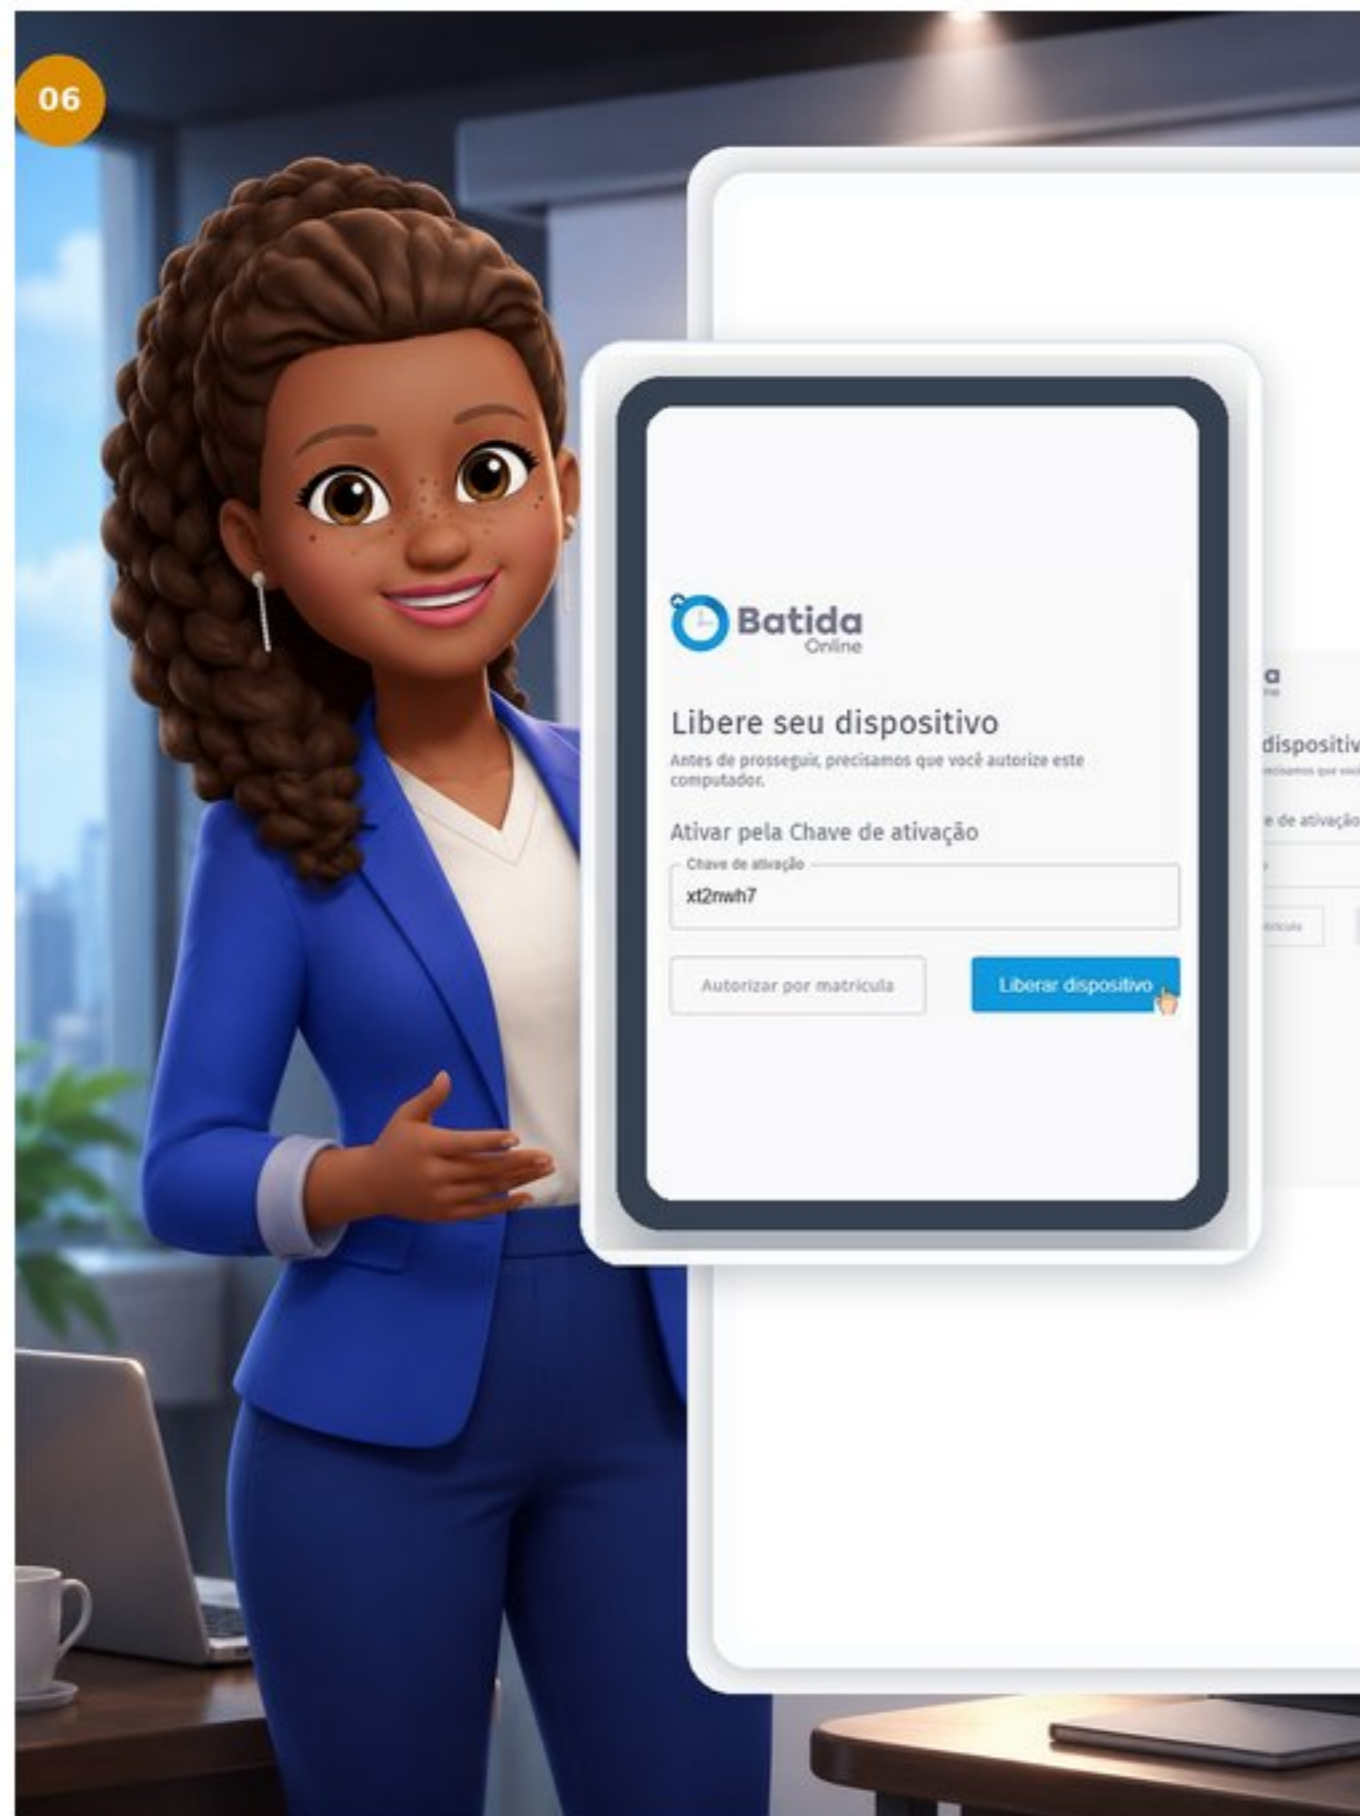 06
Batida
Online
Libere seu dispositivo
Antes de prosseguir, precisamos que você autorize este
computador.
Ativar pela Chave de ativação
Chave de ativação
xt2nwh7
Autorizar por matrícula
Liberar dispositivo
a
ne
dispositiv
e de ativação